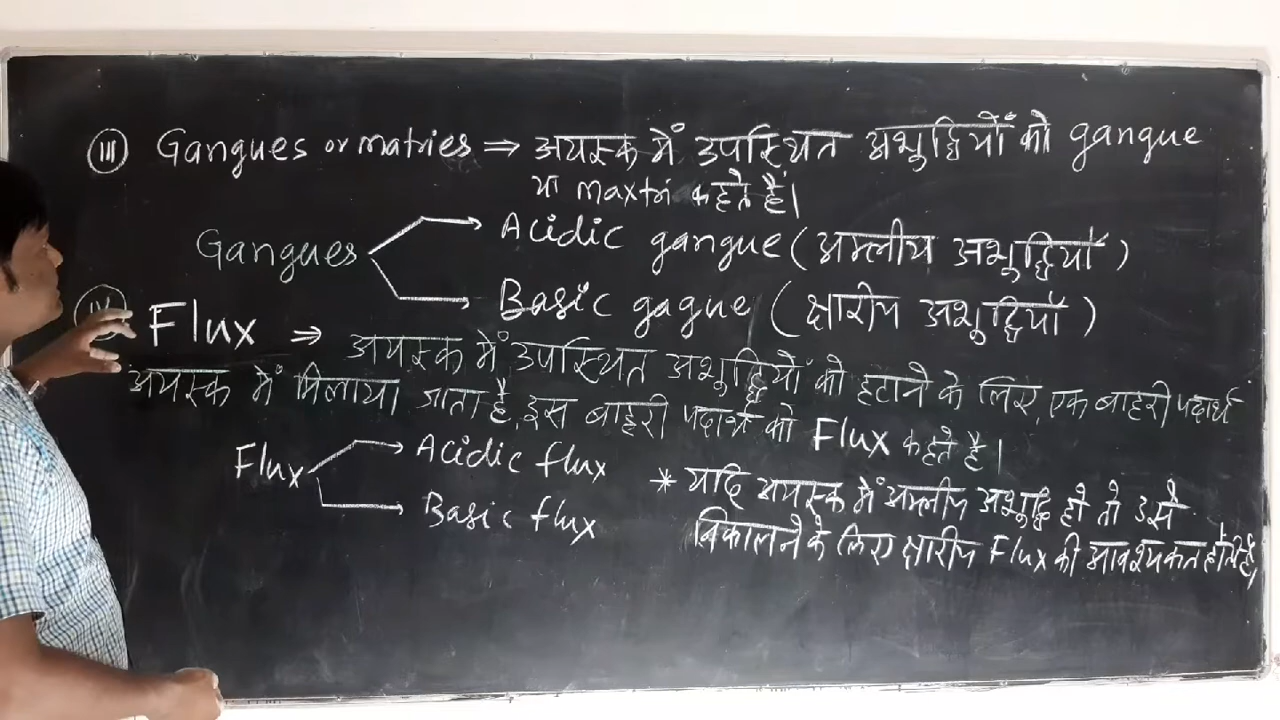 (iii) Gangues or matries ⇒ अयस्क में उपस्थित अशुद्धियों को gangue
या maxtri कहते हैं।
Gangues → Acidic gangue (अम्लीय अशुद्धियाँ)
→ Basic gague (क्षारीय अशुद्धियाँ)
(iv) Flux ⇒ अयस्क में उपस्थित अशुद्धियों को हटाने के लिए, एक बाहरी पदार्थ
अयस्क में मिलाया जाता है, इस बाहरी पदार्थ को Flux कहते है।
Flux → Acidic flux
→ Basic flux
* यदि अयस्क में अम्लीय अशुद्धि हो तो उसे
निकालने के लिए क्षारीय Flux की आवश्यकत होती है,